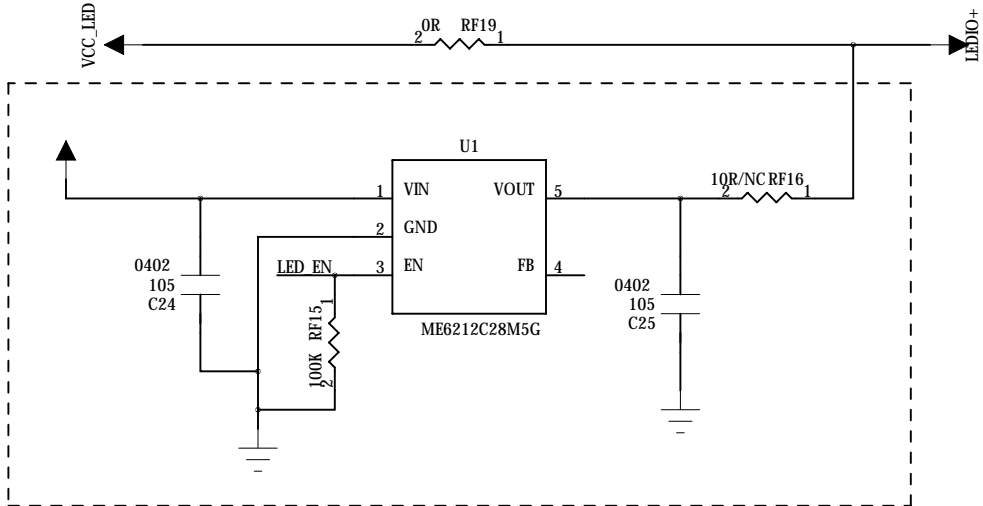 VCC_LED
0R RF19
2 1
LEDIO+
U1
1 VIN VOUT 5
10R/NC RF16
2 1
2 GND
LED_EN 3 EN FB 4
0402
105
C24
0402
105
C25
1
100K RF15
2
ME6212C28M5G